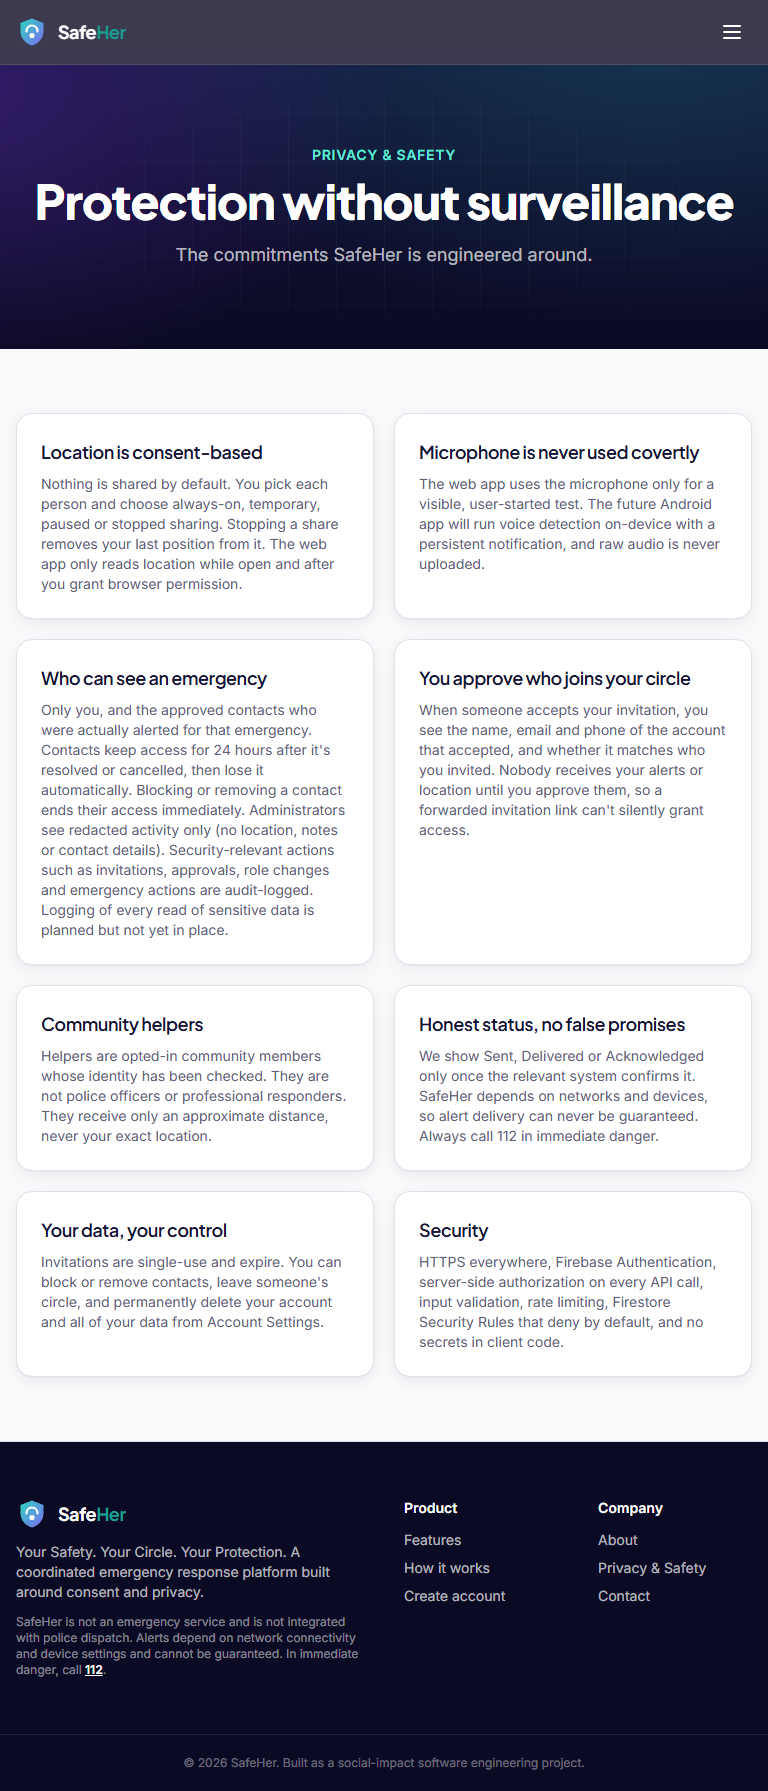 SafeHer
PRIVACY & SAFETY
Protection without surveillance
The commitments SafeHer is engineered around.
Location is consent-based
Nothing is shared by default. You pick each
person and choose always-on, temporary,
paused or stopped sharing. Stopping a share
removes your last position from it. The web
app only reads location while open and after
you grant browser permission.
Microphone is never used covertly
The web app uses the microphone only for a
visible, user-started test. The future Android
app will run voice detection on-device with a
persistent notification, and raw audio is never
uploaded.
Who can see an emergency
Only you, and the approved contacts who
were actually alerted for that emergency.
Contacts keep access for 24 hours after it's
resolved or cancelled, then lose it
automatically. Blocking or removing a contact
ends their access immediately. Administrators
see redacted activity only (no location, notes
or contact details). Security-relevant actions
such as invitations, approvals, role changes
and emergency actions are audit-logged.
Logging of every read of sensitive data is
planned but not yet in place.
You approve who joins your circle
When someone accepts your invitation, you
see the name, email and phone of the account
that accepted, and whether it matches who
you invited. Nobody receives your alerts or
location until you approve them, so a
forwarded invitation link can't silently grant
access.
Community helpers
Helpers are opted-in community members
whose identity has been checked. They are
not police officers or professional responders.
They receive only an approximate distance,
never your exact location.
Honest status, no false promises
We show Sent, Delivered or Acknowledged
only once the relevant system confirms it.
SafeHer depends on networks and devices,
so alert delivery can never be guaranteed.
Always call 112 in immediate danger.
Your data, your control
Invitations are single-use and expire. You can
block or remove contacts, leave someone's
circle, and permanently delete your account
and all of your data from Account Settings.
Security
HTTPS everywhere, Firebase Authentication,
server-side authorization on every API call,
input validation, rate limiting, Firestore
Security Rules that deny by default, and no
secrets in client code.
SafeHer
Your Safety. Your Circle. Your Protection. A
coordinated emergency response platform built
around consent and privacy.
SafeHer is not an emergency service and is not integrated
with police dispatch. Alerts depend on network connectivity
and device settings and cannot be guaranteed. In immediate
danger, call 112.
Product
Features
How it works
Create account
Company
About
Privacy & Safety
Contact
© 2026 SafeHer. Built as a social-impact software engineering project.